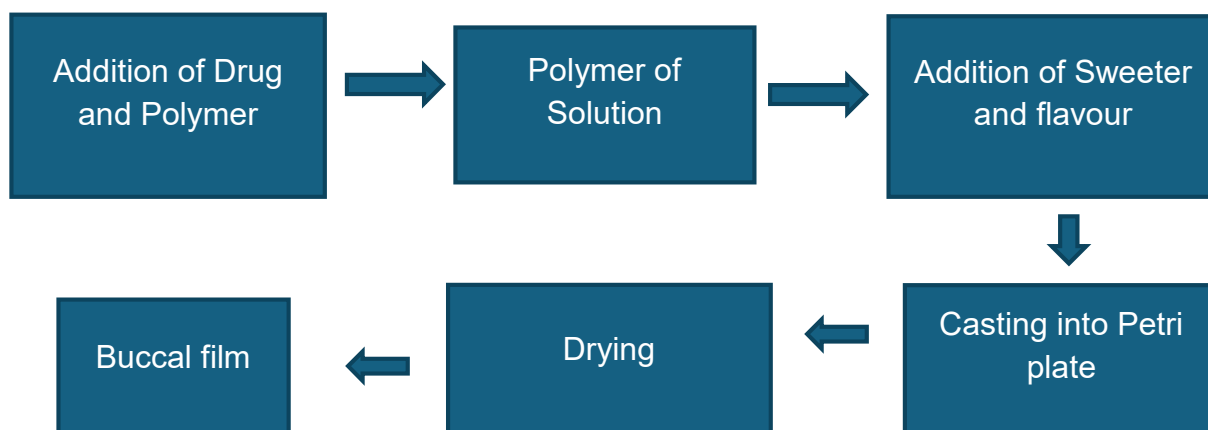 Addition of Drug
and Polymer
Polymer of
Solution
Addition of Sweeter
and flavour
Casting into Petri
plate
Drying
Buccal film